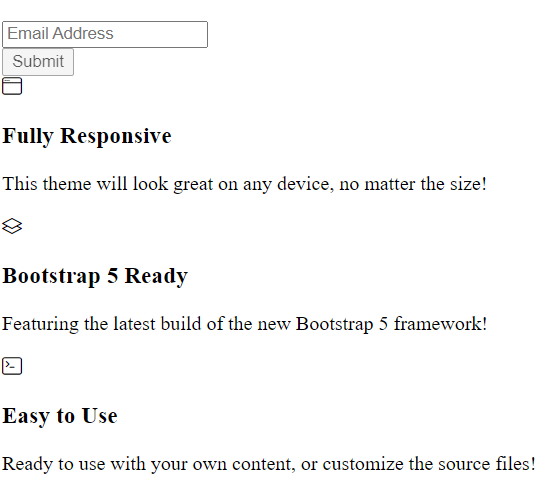 Email Address
Submit
Fully Responsive
This theme will look great on any device, no matter the size!
Bootstrap 5 Ready
Featuring the latest build of the new Bootstrap 5 framework!
Easy to Use
Ready to use with your own content, or customize the source files!